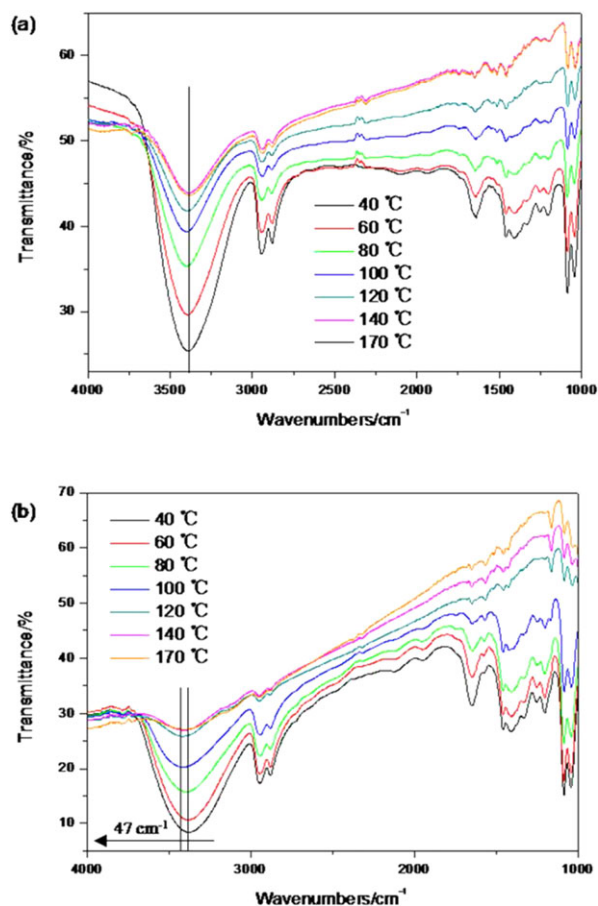 (a)
60
50
40
30
Transmittance/%
40 ℃
60 ℃
80 ℃
100 ℃
120 ℃
140 ℃
170 ℃
4000 3500 3000 2500 2000 1500 1000
Wavenumbers/cm⁻¹
(b)
70
60
50
40
30
20
10
Transmittance/%
40 ℃
60 ℃
80 ℃
100 ℃
120 ℃
140 ℃
170 ℃
47 cm⁻¹
4000 3000 2000 1000
Wavenumbers/cm⁻¹